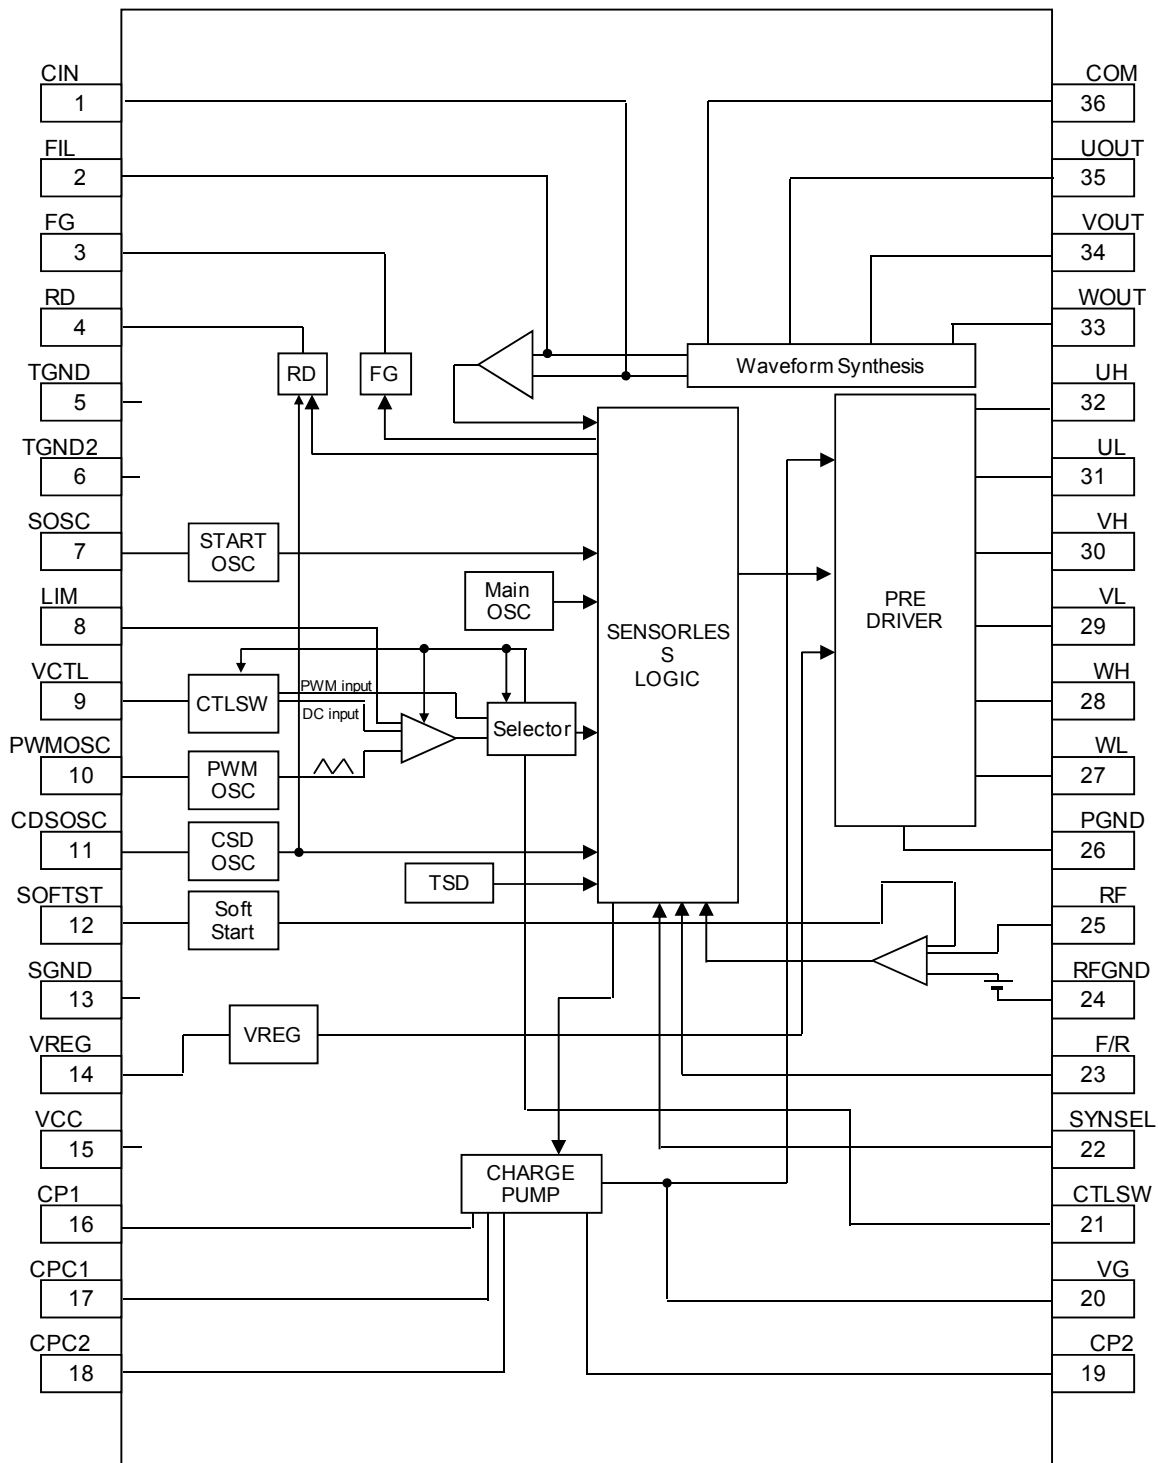 CIN
1
FIL
2
FG
3
RD
4
TGND
5
TGND2
6
SOSC
7
LIM
8
VCTL
9
PWMOSC
10
CDSOSC
11
SOFTST
12
SGND
13
VREG
14
VCC
15
CP1
16
CPC1
17
CPC2
18
RD
FG
START
OSC
Main
OSC
CTLSW
PWM input
DC input
Selector
PWM
OSC
CSD
OSC
TSD
Soft
Start
VREG
CHARGE
PUMP
SENSORLES
S
LOGIC
Waveform Synthesis
PRE
DRIVER
COM
36
UOUT
35
VOUT
34
WOUT
33
UH
32
UL
31
VH
30
VL
29
WH
28
WL
27
PGND
26
RF
25
RFGND
24
F/R
23
SYNSEL
22
CTLSW
21
VG
20
CP2
19